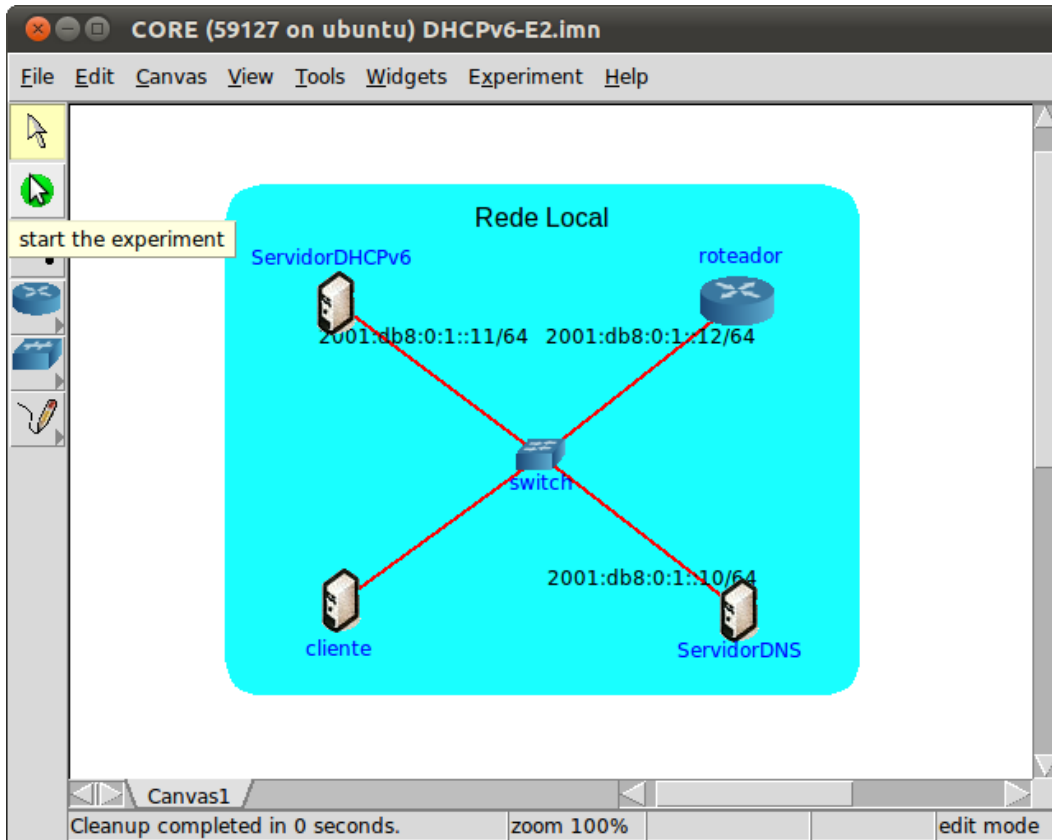 CORE (59127 on ubuntu) DHCPv6-E2.imn
File Edit Canvas View Tools Widgets Experiment Help
start the experiment
Rede Local
ServidorDHCPv6
roteador
2001:db8:0:1::11/64
2001:db8:0:1::12/64
switch
2001:db8:0:1::10/64
cliente
ServidorDNS
Canvas1
Cleanup completed in 0 seconds.
zoom 100%
edit mode